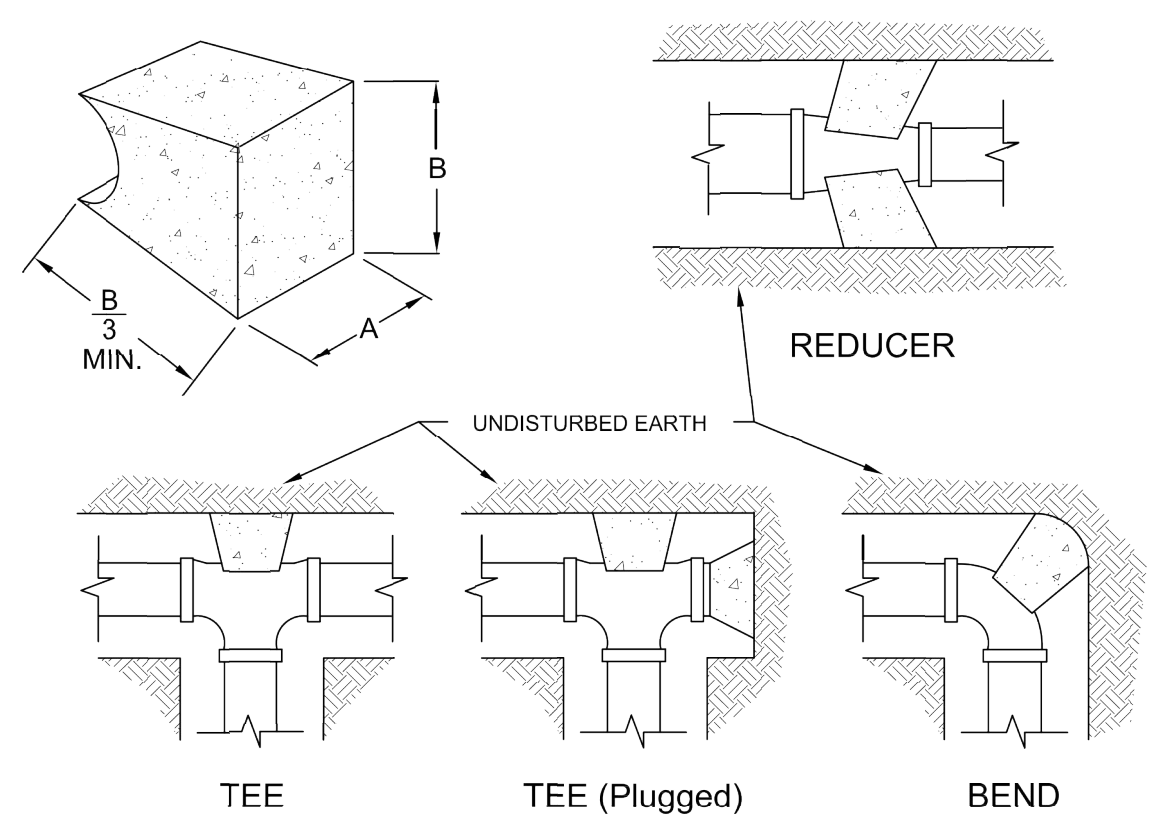 B
B
3
MIN.
A
REDUCER
UNDISTURBED EARTH
TEE
TEE (Plugged)
BEND